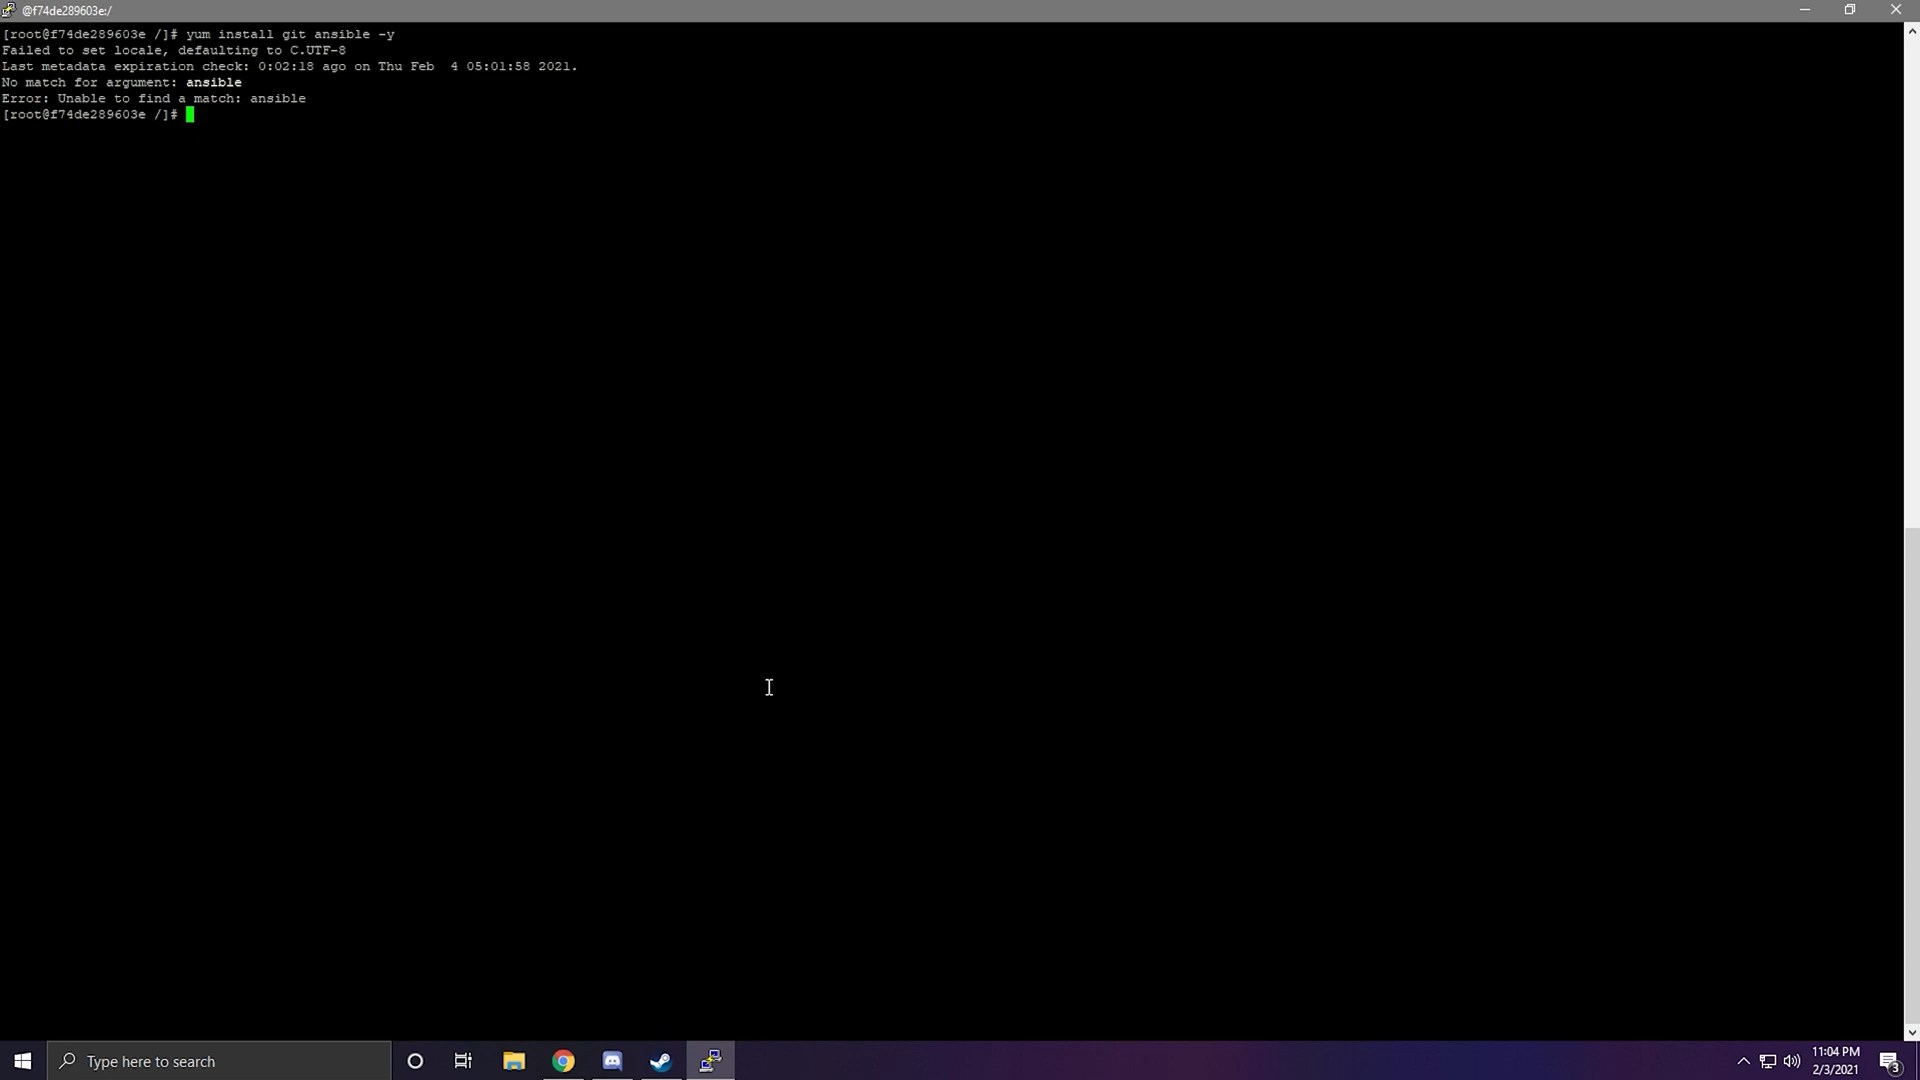 @f74de289603e:/
[root@f74de289603e /]# yum install git ansible -y
Failed to set locale, defaulting to C.UTF-8
Last metadata expiration check: 0:02:18 ago on Thu Feb  4 05:01:58 2021.
No match for argument: ansible
Error: Unable to find a match: ansible
[root@f74de289603e /]#
Type here to search
11:04 PM
2/3/2021
3